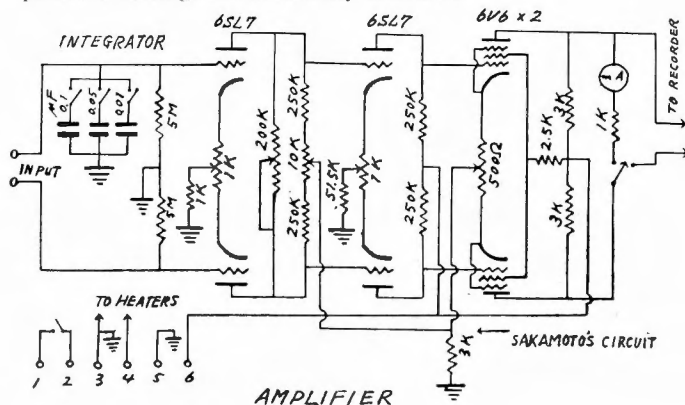 6SL7 6SL7 6V6 x 2
INTEGRATOR
μF
0.1 0.05 0.01
5M
5M
INPUT
1K
1K
200K
250K
10K
250K
51.5K
1K
250K
250K
500Ω
2.5K
3K
3K
mA
1K
TO RECORDER
3K
SAKAMOTO'S CIRCUIT
TO HEATERS
1 2 3 4 5 6
AMPLIFIER